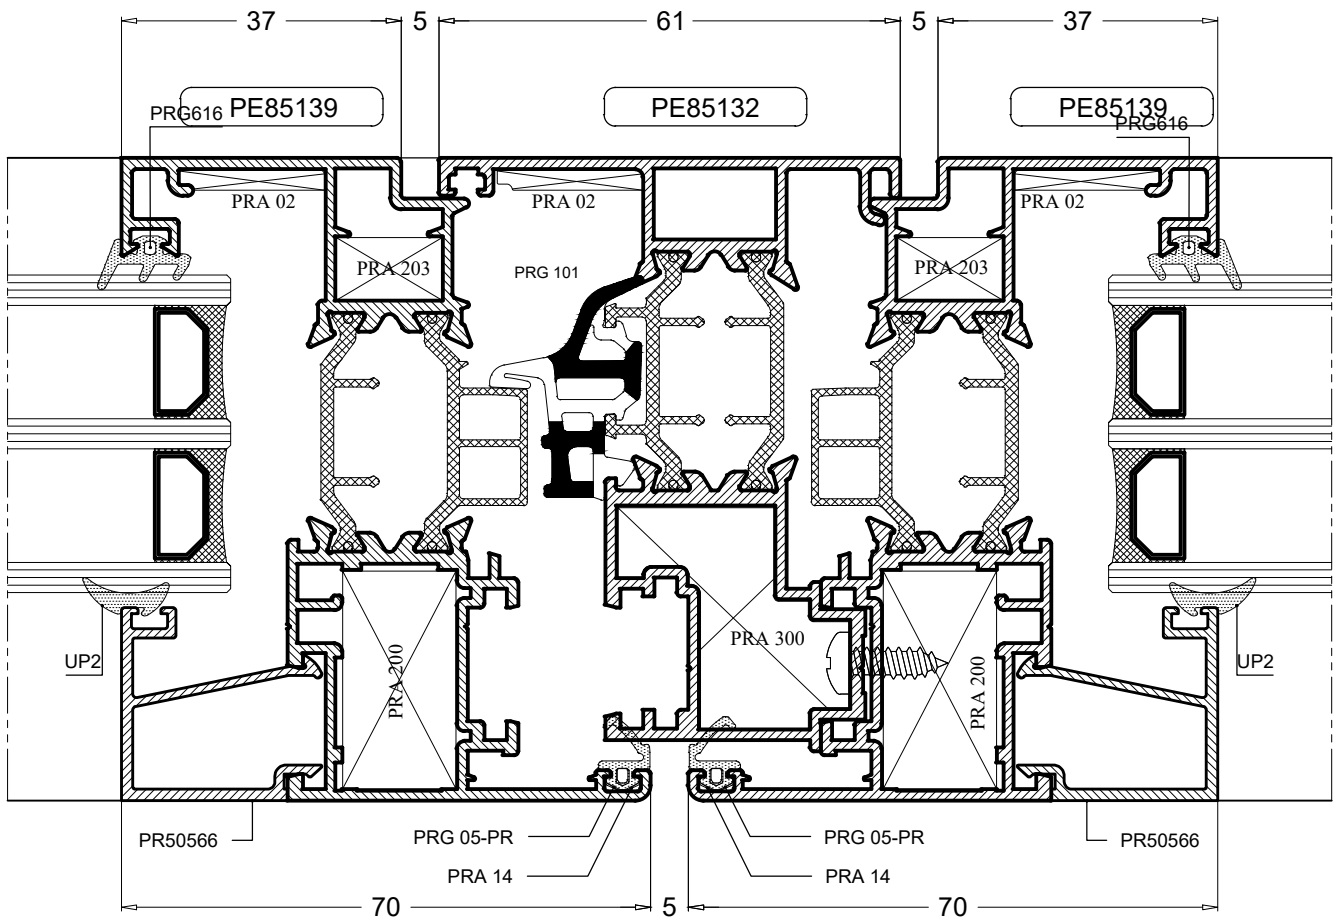 37 5 61 5 37
PE85139 PE85132 PE85139
PRG616 PRG616
PRA 02 PRA 02 PRA 02
PRA 203 PRG 101 PRA 203
PRA 300
UP2 PRA 200 PRA 200 UP2
PR50566 PRG 05-PR PRG 05-PR PR50566
PRA 14 PRA 14
70 5 70